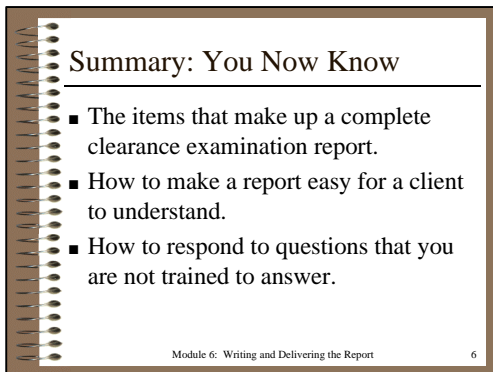 Summary: You Now Know
■ The items that make up a complete
clearance examination report.
■ How to make a report easy for a client
to understand.
■ How to respond to questions that you
are not trained to answer.
Module 6: Writing and Delivering the Report 6